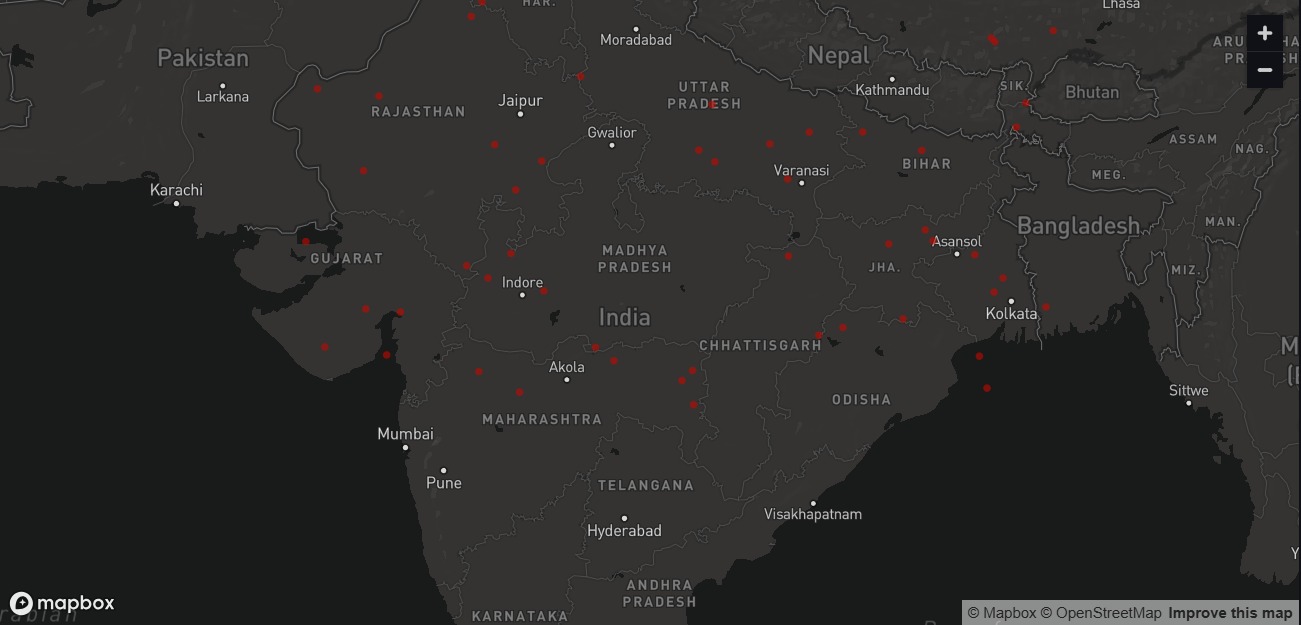 HAR.
Lhasa
Moradabad
Pakistan
Nepal
Larkana
Kathmandu
UTTAR
PRADESH
SIK.
Bhutan
Jaipur
RAJASTHAN
Gwalior
ASSAM
NAG.
BIHAR
Varanasi
MEG.
Karachi
Bangladesh
MAN.
Asansol
GUJARAT
MADHYA
PRADESH
JHA.
MIZ.
Indore
India
Kolkata
CHHATTISGARH
Akola
ODISHA
Sittwe
MAHARASHTRA
Mumbai
Pune
TELANGANA
Hyderabad
Visakhapatnam
ANDHRA
PRADESH
KARNATAKA
mapbox
© Mapbox © OpenStreetMap Improve this map